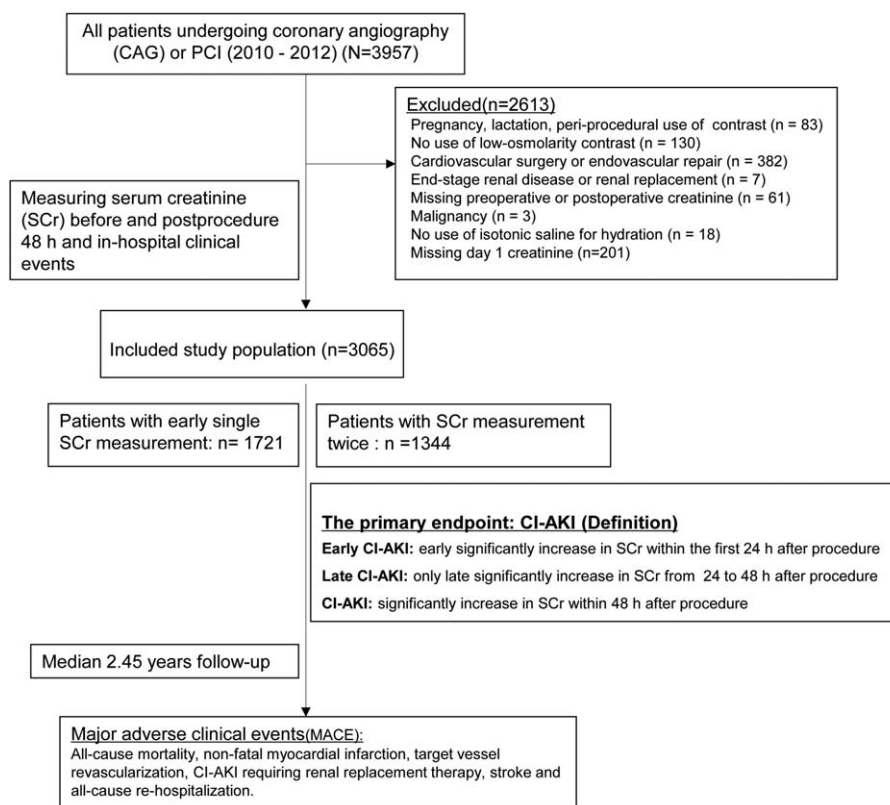 All patients undergoing coronary angiography
(CAG) or PCI (2010 - 2012) (N=3957)
Excluded(n=2613)
Pregnancy, lactation, peri-procedural use of contrast (n = 83)
No use of low-osmolarity contrast (n = 130)
Cardiovascular surgery or endovascular repair (n = 382)
End-stage renal disease or renal replacement (n = 7)
Missing preoperative or postoperative creatinine (n = 61)
Malignancy (n = 3)
No use of isotonic saline for hydration (n = 18)
Missing day 1 creatinine (n=201)
Measuring serum creatinine
(SCr) before and postprocedure
48 h and in-hospital clinical
events
Included study population (n=3065)
Patients with early single
SCr measurement: n= 1721
Patients with SCr measurement
twice : n =1344
The primary endpoint: CI-AKI (Definition)
Early CI-AKI: early significantly increase in SCr within the first 24 h after procedure
Late CI-AKI: only late significantly increase in SCr from 24 to 48 h after procedure
CI-AKI: significantly increase in SCr within 48 h after procedure
Median 2.45 years follow-up
Major adverse clinical events(MACE):
All-cause mortality, non-fatal myocardial infarction, target vessel
revascularization, CI-AKI requiring renal replacement therapy, stroke and
all-cause re-hospitalization.